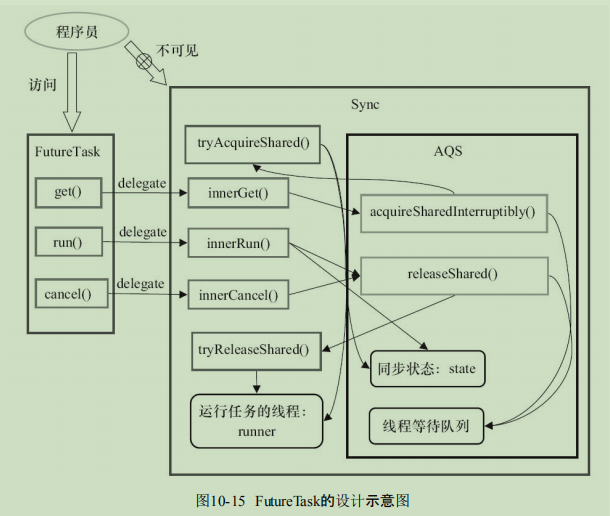 程序员
不可见
访问
Sync
FutureTask
tryAcquireShared()
AQS
get()
delegate
innerGet()
acquireSharedInterruptibly()
run()
delegate
innerRun()
releaseShared()
cancel()
delegate
innerCancel()
tryReleaseShared()
同步状态：state
运行任务的线程：
runner
线程等待队列
图10-15 FutureTask的设计示意图